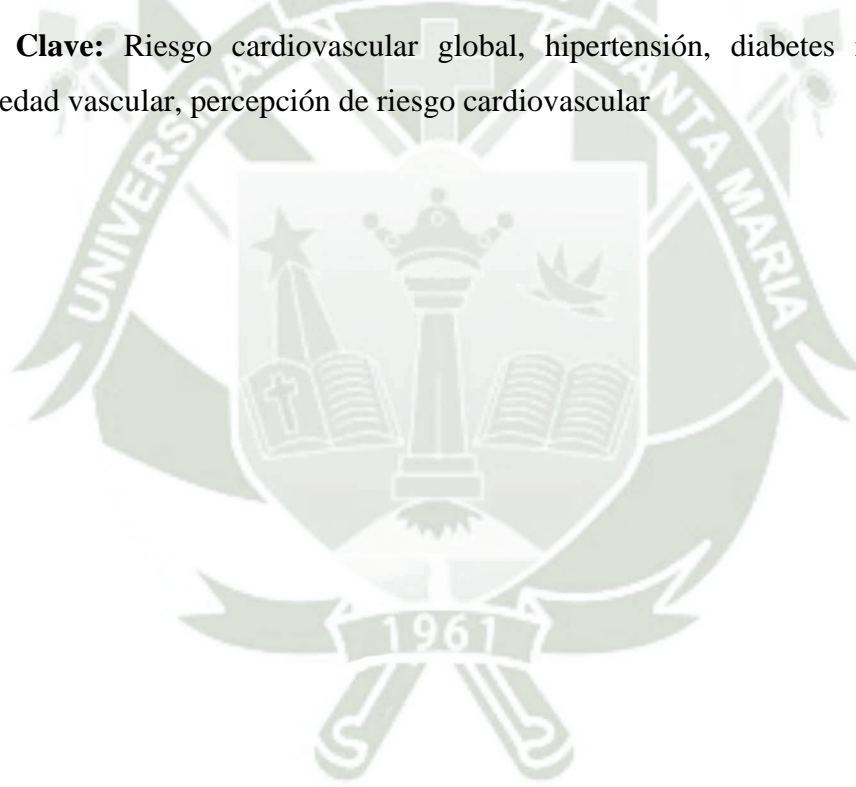 Clave: Riesgo cardiovascular global, hipertensión, diabetes
edad vascular, percepción de riesgo cardiovascular
UNIVERSIDAD
SANTA MARIA
1961